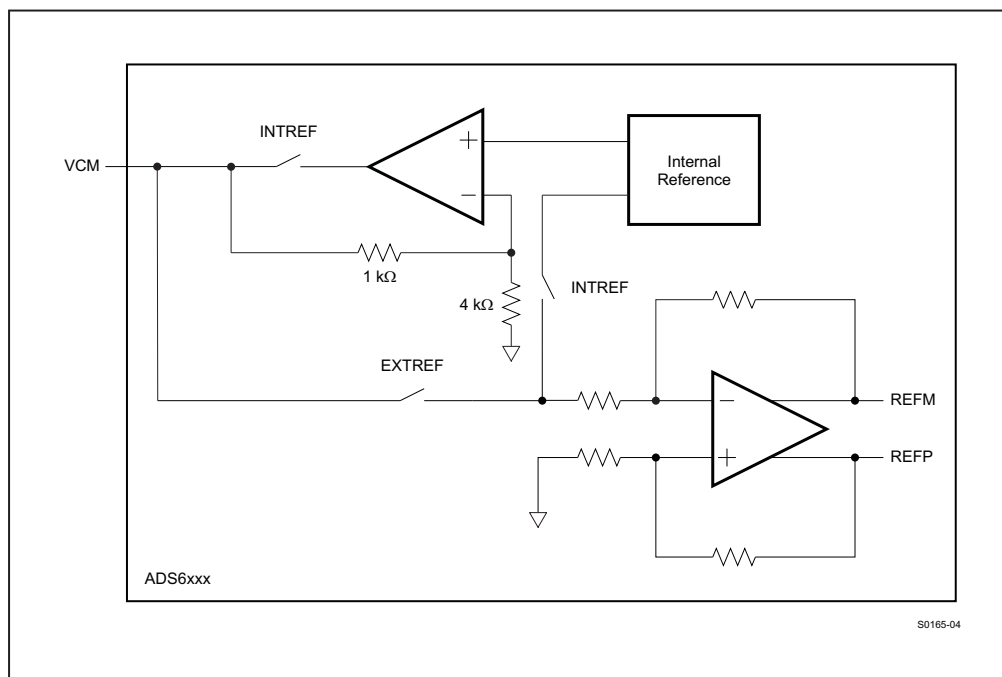 INTREF
VCM
+
−
Internal
Reference
1 kΩ
4 kΩ
INTREF
EXTREF
−
+
REFM
REFP
ADS6xxx
S0165-04